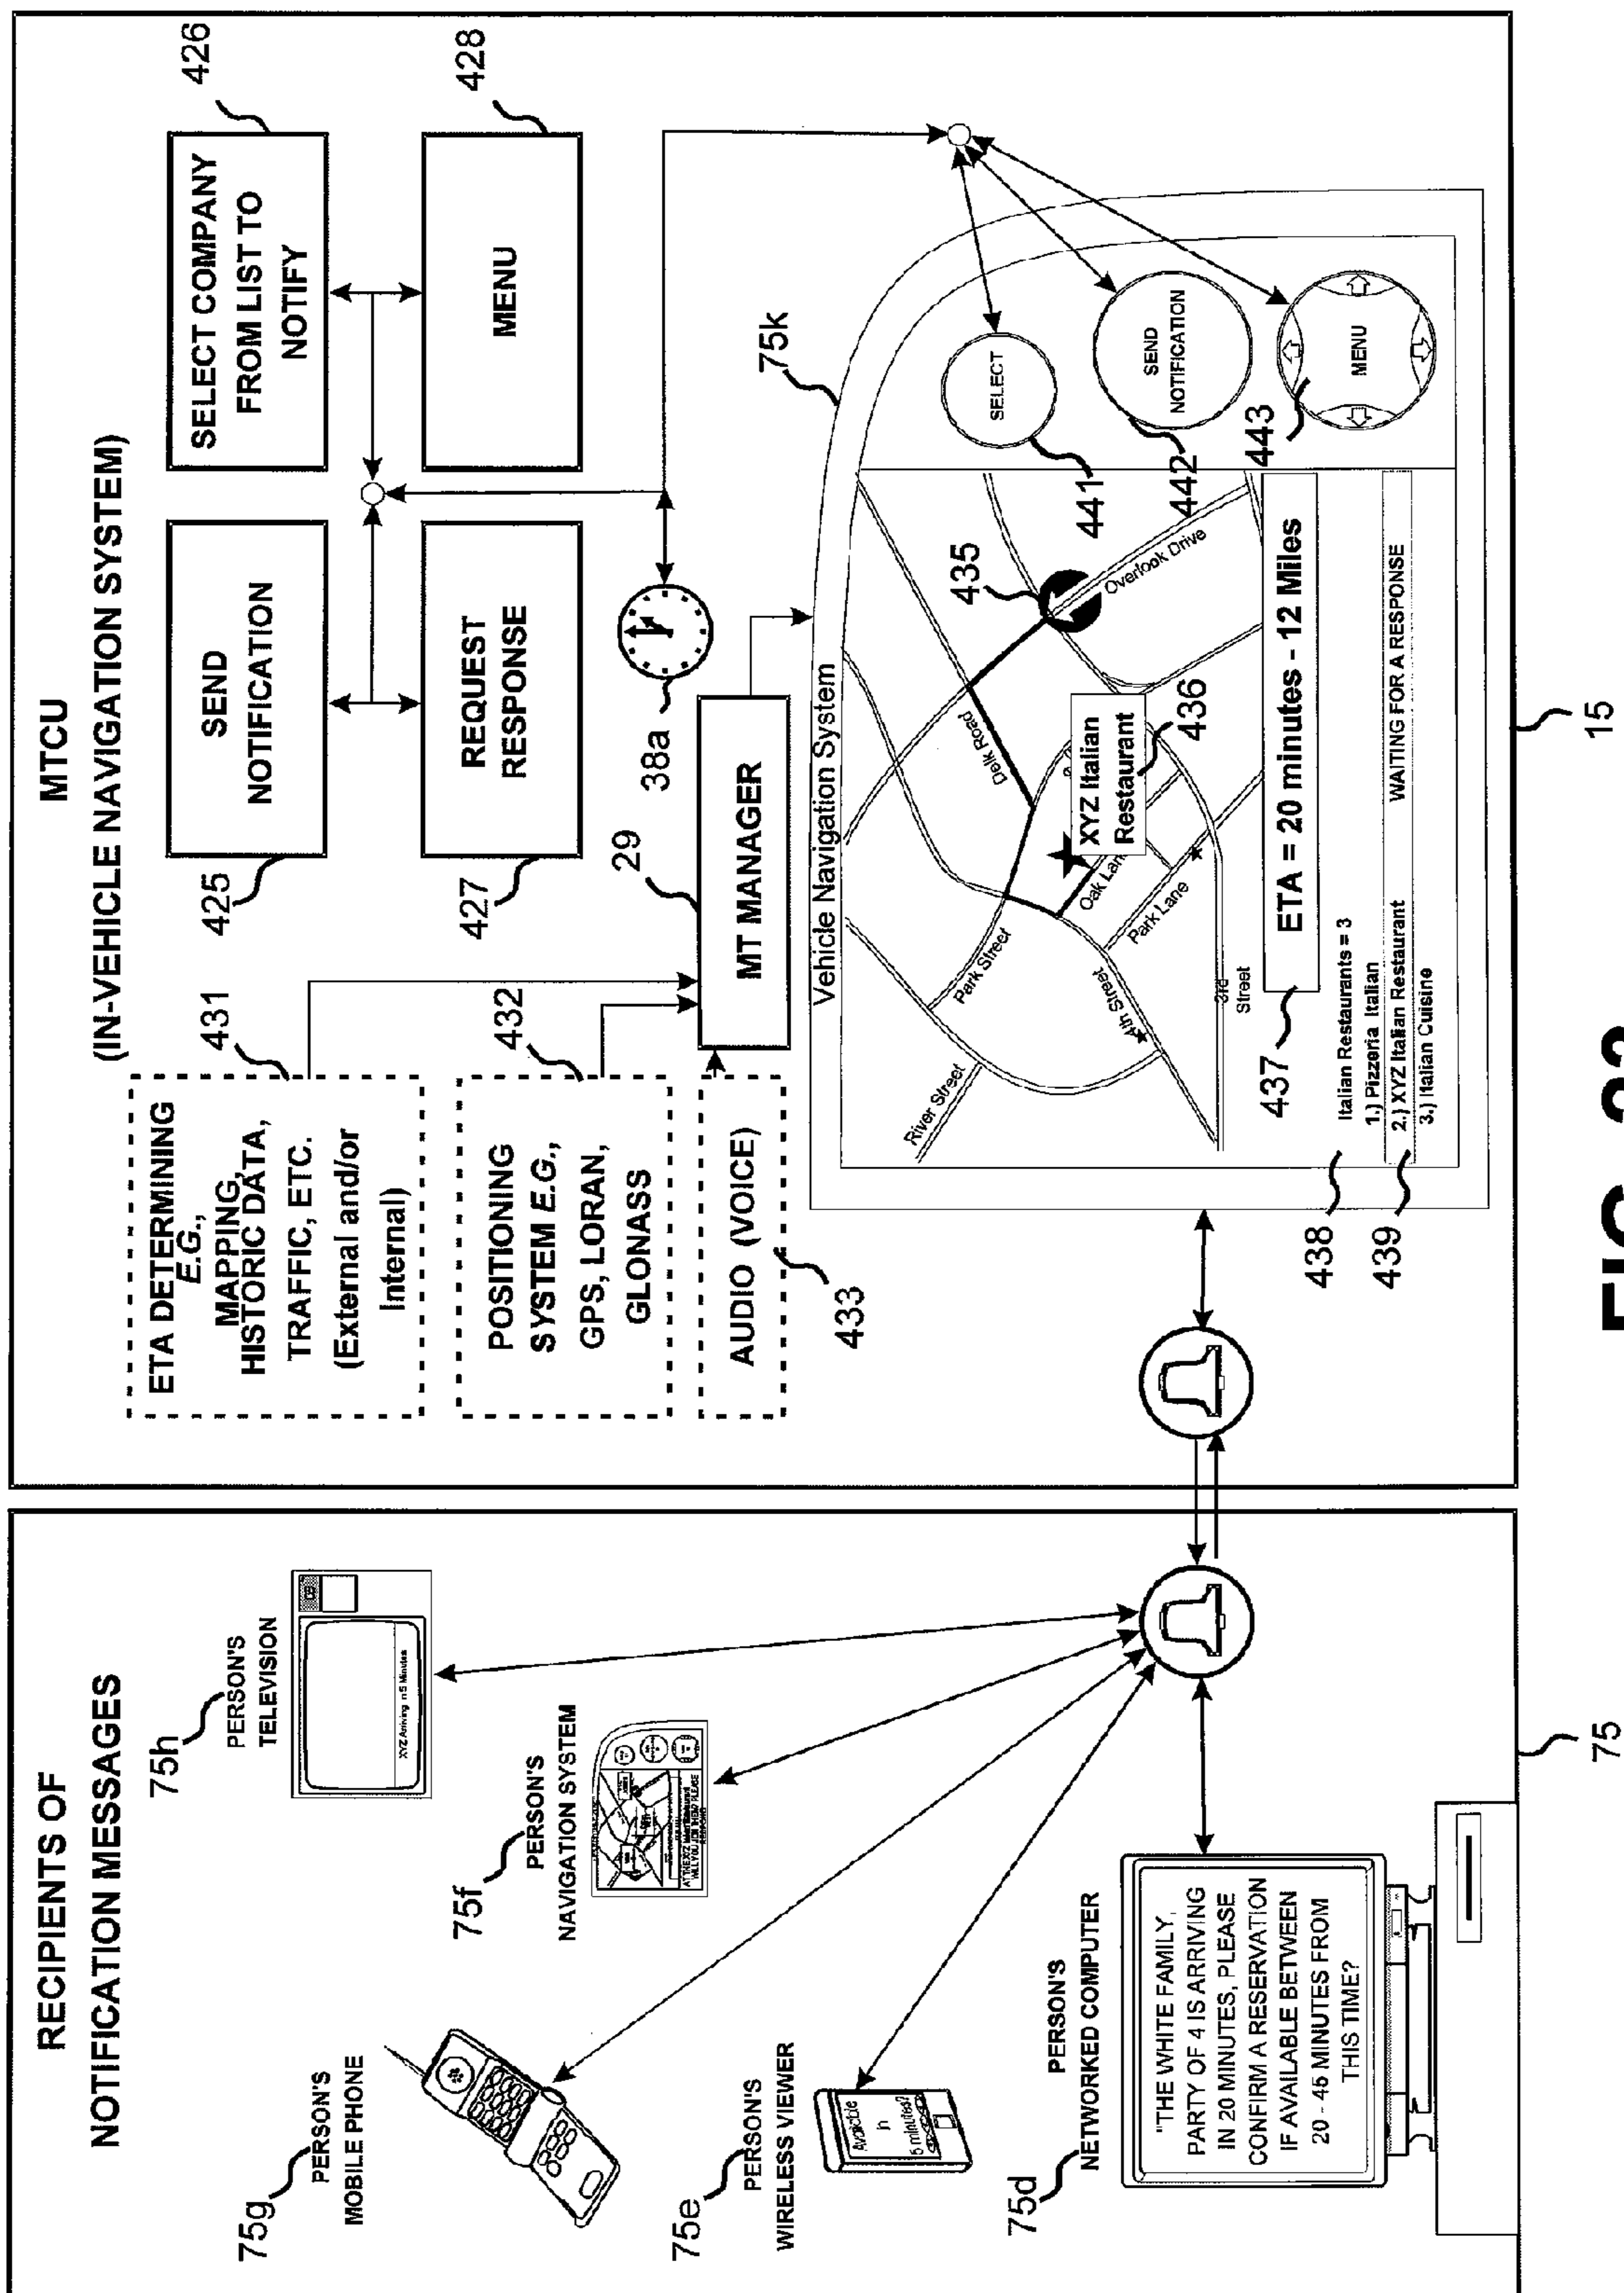 RECIPIENTS OF
NOTIFICATION MESSAGES
75h
PERSON'S
TELEVISION
XYZ Arriving in 5 Minutes
75g
PERSON'S
MOBILE PHONE
75f
PERSON'S
NAVIGATION SYSTEM
75e
PERSON'S
WIRELESS VIEWER
Available
in
5 minutes?
75d
PERSON'S
NETWORKED COMPUTER
"THE WHITE FAMILY,
PARTY OF 4 IS ARRIVING
IN 20 MINUTES, PLEASE
CONFIRM A RESERVATION
IF AVAILABLE BETWEEN
20 - 45 MINUTES FROM
THIS TIME?
75
MTCU
(IN-VEHICLE NAVIGATION SYSTEM)
ETA DETERMINING
E.G.,
MAPPING,
HISTORIC DATA,
TRAFFIC, ETC.
(External and/or
Internal)
431
POSITIONING
SYSTEM E.G.,
GPS, LORAN,
GLONASS
432
AUDIO (VOICE)
433
SEND
NOTIFICATION
425
SELECT COMPANY
FROM LIST TO
NOTIFY
426
REQUEST
RESPONSE
427
MENU
428
38a
29
MT MANAGER
75k
Vehicle Navigation System
River Street
Park Street
4th Street
Park Lane
Oak Lan
Delk Road
Overlook Drive
3rd
Street
435
XYZ Italian
Restaurant
436
ETA = 20 minutes - 12 Miles
437
Italian Restaurants = 3
1.) Pizzeria Italian
2.) XYZ Italian Restaurant WAITING FOR A RESPONSE
3.) Italian Cuisine
438
439
SELECT
441
SEND
NOTIFICATION
442
MENU
443
15